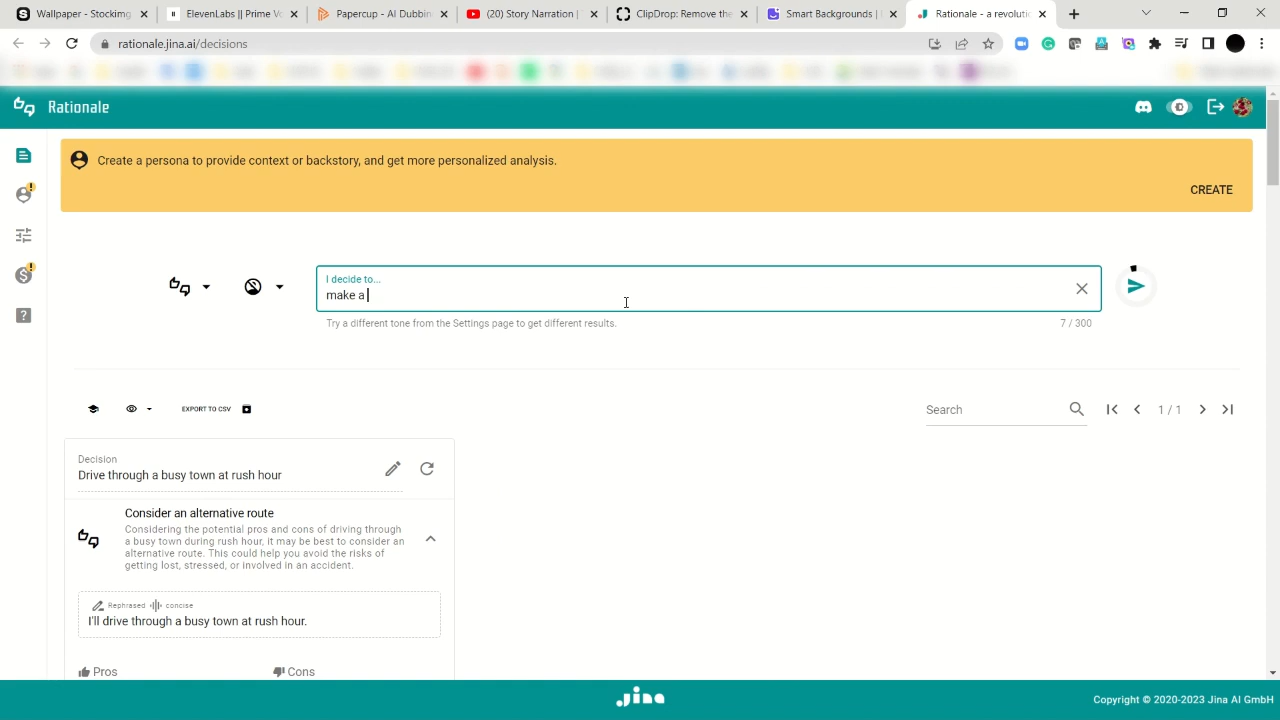 Wallpaper - Stocking
ElevenLabs || Prime Vo
Papercup - AI Dubbing
(20) Story Narration |
ClipDrop: Remove the
Smart Backgrounds |
Rationale - a revoluti
rationale.jina.ai/decisions
Rationale
Create a persona to provide context or backstory, and get more personalized analysis.
CREATE
I decide to...
make a
Try a different tone from the Settings page to get different results.
7 / 300
EXPORT TO CSV
Search
1 / 1
Decision
Drive through a busy town at rush hour
Consider an alternative route
Considering the potential pros and cons of driving through
a busy town during rush hour, it may be best to consider an
alternative route. This could help you avoid the risks of
getting lost, stressed, or involved in an accident.
Rephrased concise
I'll drive through a busy town at rush hour.
Pros
Cons
Jina
Copyright © 2020-2023 Jina AI GmbH